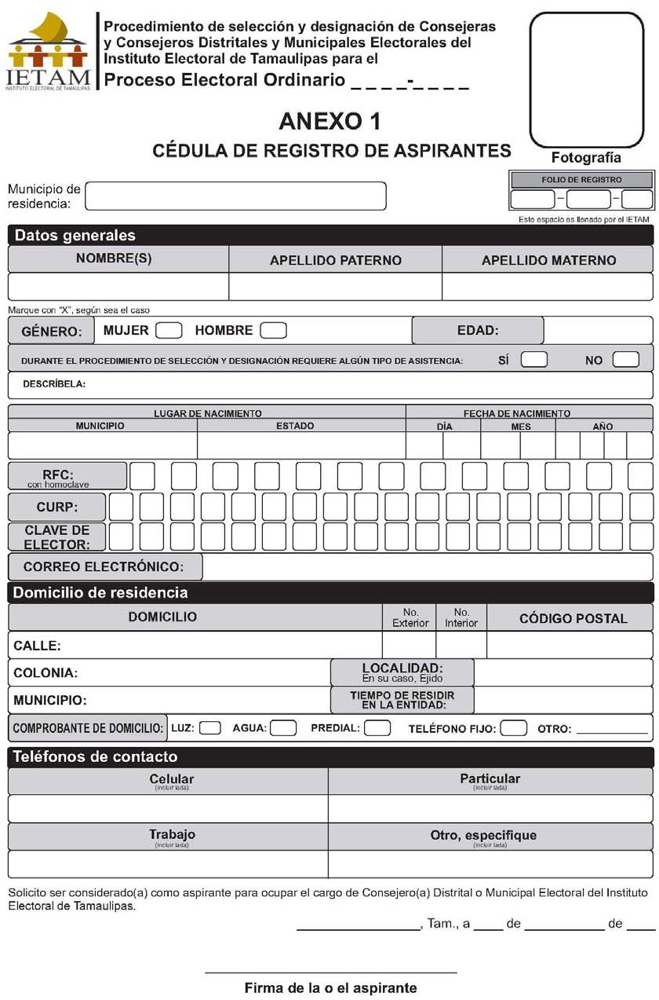 IETAM
INSTITUTO ELECTORAL DE TAMAULIPAS
Procedimiento de selección y designación de Consejeras
y Consejeros Distritales y Municipales Electorales del
Instituto Electoral de Tamaulipas para el
Proceso Electoral Ordinario _ _ _ _-_ _ _ _
ANEXO 1
CÉDULA DE REGISTRO DE ASPIRANTES
Fotografía
FOLIO DE REGISTRO
– –
Este espacio es llenado por el IETAM
Municipio de
residencia:
Datos generales
NOMBRE(S) APELLIDO PATERNO APELLIDO MATERNO
Marque con “X”, según sea el caso
GÉNERO: MUJER HOMBRE EDAD:
DURANTE EL PROCEDIMIENTO DE SELECCIÓN Y DESIGNACIÓN REQUIERE ALGÚN TIPO DE ASISTENCIA: SÍ NO
DESCRÍBELA:
LUGAR DE NACIMIENTO FECHA DE NACIMIENTO
MUNICIPIO ESTADO DÍA MES AÑO
RFC:
con homoclave
CURP:
CLAVE DE
ELECTOR:
CORREO ELECTRÓNICO:
Domicilio de residencia
DOMICILIO No. Exterior No. Interior CÓDIGO POSTAL
CALLE:
COLONIA: LOCALIDAD:
En su caso, Ejido
MUNICIPIO: TIEMPO DE RESIDIR
EN LA ENTIDAD:
COMPROBANTE DE DOMICILIO: LUZ: AGUA: PREDIAL: TELÉFONO FIJO: OTRO: ___________
Teléfonos de contacto
Celular Particular
(incluir lada) (incluir lada)
Trabajo Otro, especifique
(incluir lada) (incluir lada)
Solicito ser considerado(a) como aspirante para ocupar el cargo de Consejero(a) Distrital o Municipal Electoral del Instituto
Electoral de Tamaulipas.
_________________, Tam., a ____ de ___________ de ____
Firma de la o el aspirante